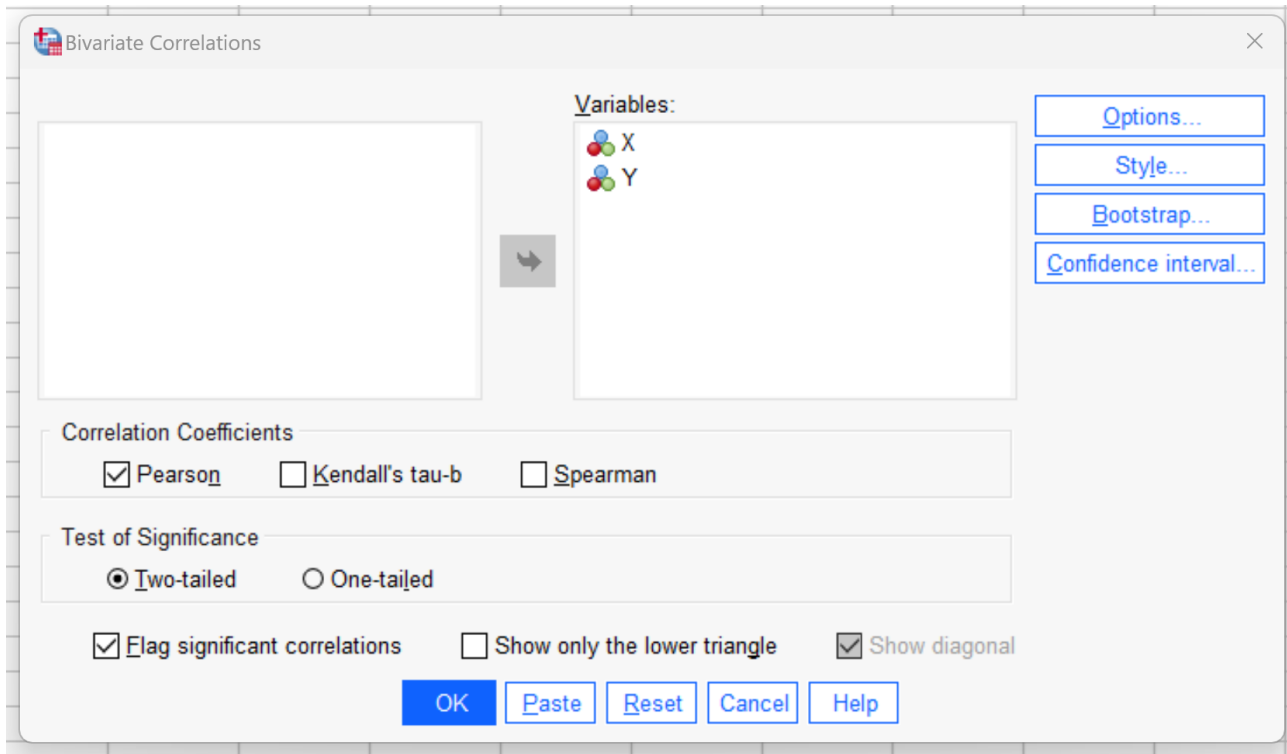 Bivariate Correlations
Variables:
X
Y
Options...
Style...
Bootstrap...
Confidence interval...
Correlation Coefficients
Pearson Kendall's tau-b Spearman
Test of Significance
Two-tailed One-tailed
Flag significant correlations Show only the lower triangle Show diagonal
OK Paste Reset Cancel Help